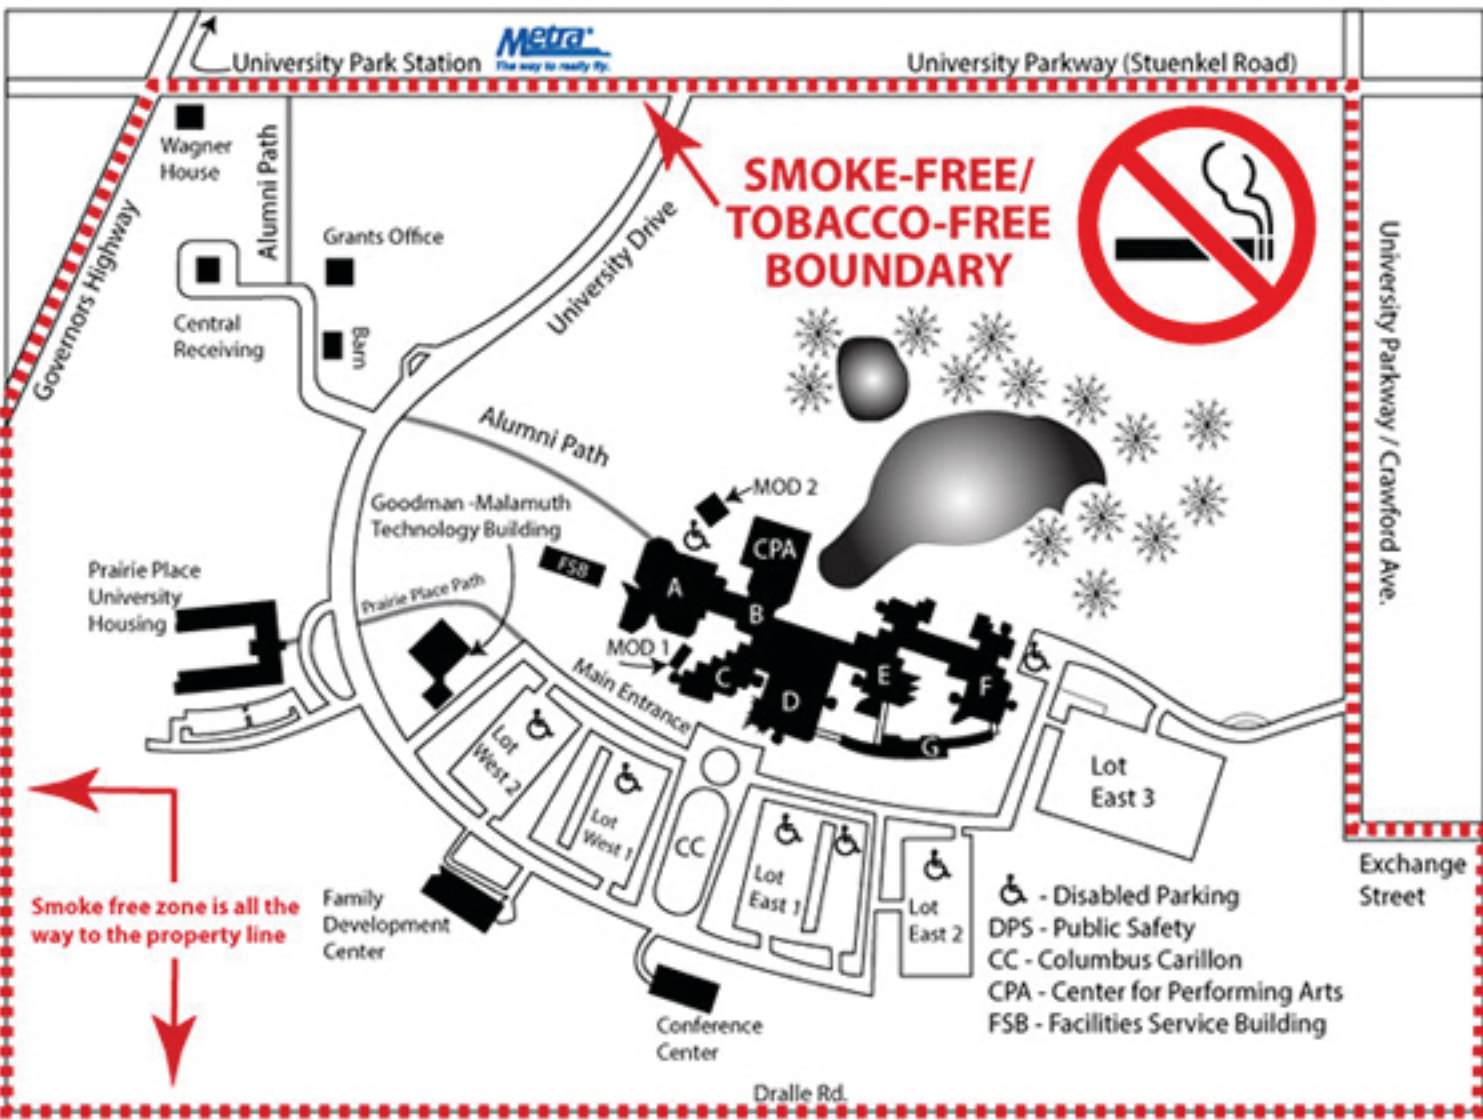 Metra
The way to really fly.
University Park Station
University Parkway (Stuenkel Road)
Wagner
House
Alumni Path
Governors Highway
Grants Office
Central
Receiving
Barn
University Drive
SMOKE-FREE/
TOBACCO-FREE
BOUNDARY
University Parkway / Crawford Ave.
Alumni Path
MOD 2
Goodman -Malamuth
Technology Building
FSB
CPA
A
B
Prairie Place
University
Housing
Prairie Place Path
MOD 1
C
D
E
F
G
Main Entrance
Lot
West 2
Lot
West 1
CC
Lot
East 1
Lot
East 2
Lot
East 3
Exchange
Street
Smoke free zone is all the
way to the property line
Family
Development
Center
Conference
Center
- Disabled Parking
DPS - Public Safety
CC - Columbus Carillon
CPA - Center for Performing Arts
FSB - Facilities Service Building
Dralle Rd.